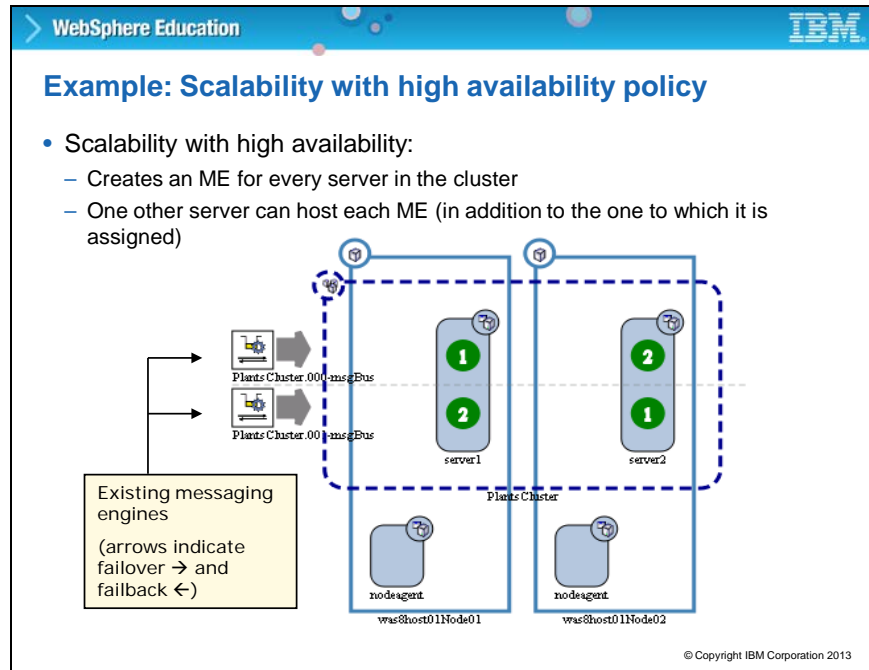 WebSphere Education
IBM
Example: Scalability with high availability policy
• Scalability with high availability:
– Creates an ME for every server in the cluster
– One other server can host each ME (in addition to the one to which it is
assigned)
PlantsCluster.000-msgBus
PlantsCluster.001-msgBus
1
2
2
1
server1
server2
PlantsCluster
Existing messaging
engines
(arrows indicate
failover → and
failback ←)
nodeagent
nodeagent
was8host01Node01
was8host01Node02
© Copyright IBM Corporation 2013